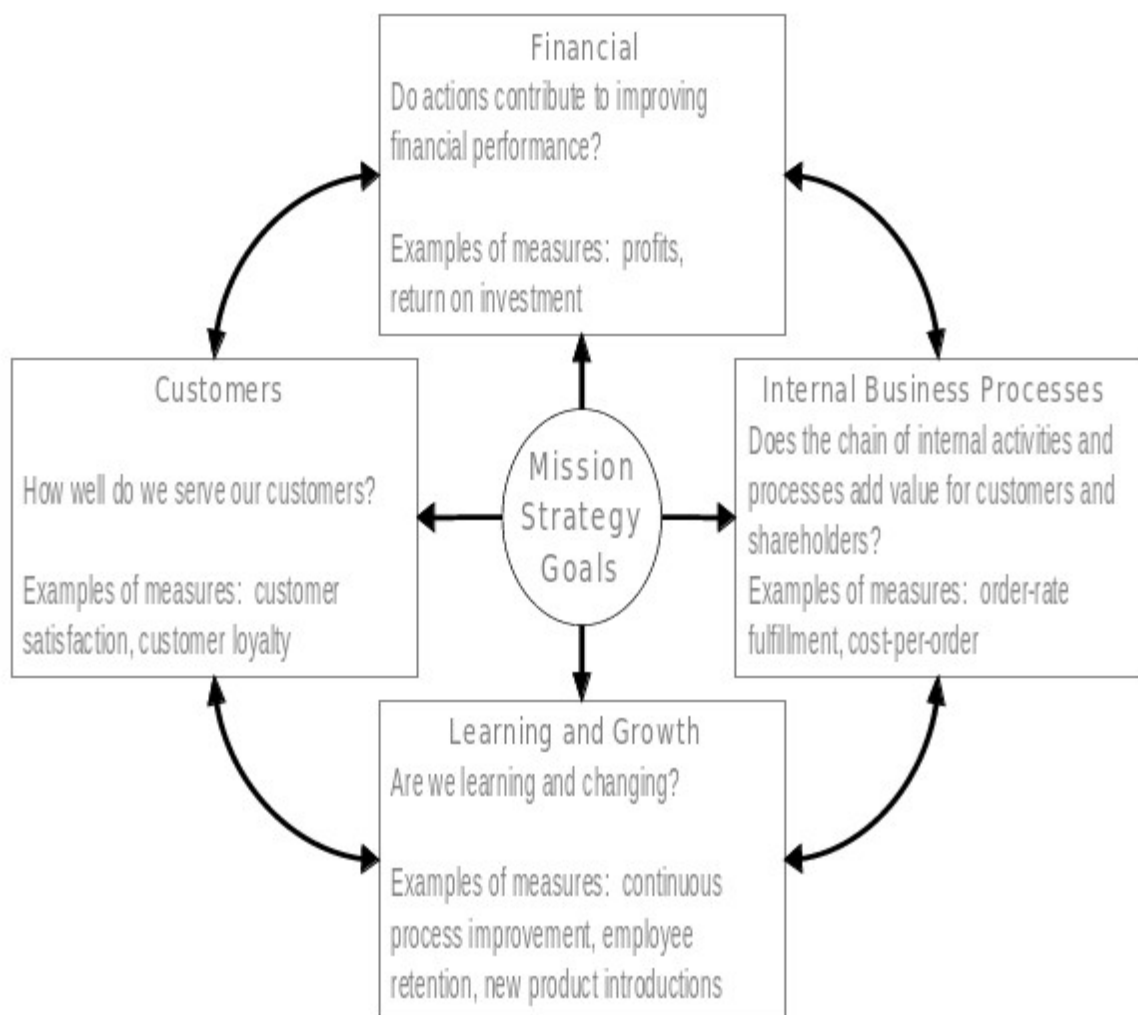 Financial
Do actions contribute to improving
financial performance?
Examples of measures:  profits,
return on investment
Customers
How well do we serve our customers?
Examples of measures:  customer
satisfaction, customer loyalty
Mission
Strategy
Goals
Internal Business Processes
Does the chain of internal activities and
processes add value for customers and
shareholders?
Examples of measures:  order-rate
fulfillment, cost-per-order
Learning and Growth
Are we learning and changing?
Examples of measures:  continuous
process improvement, employee
retention, new product introductions